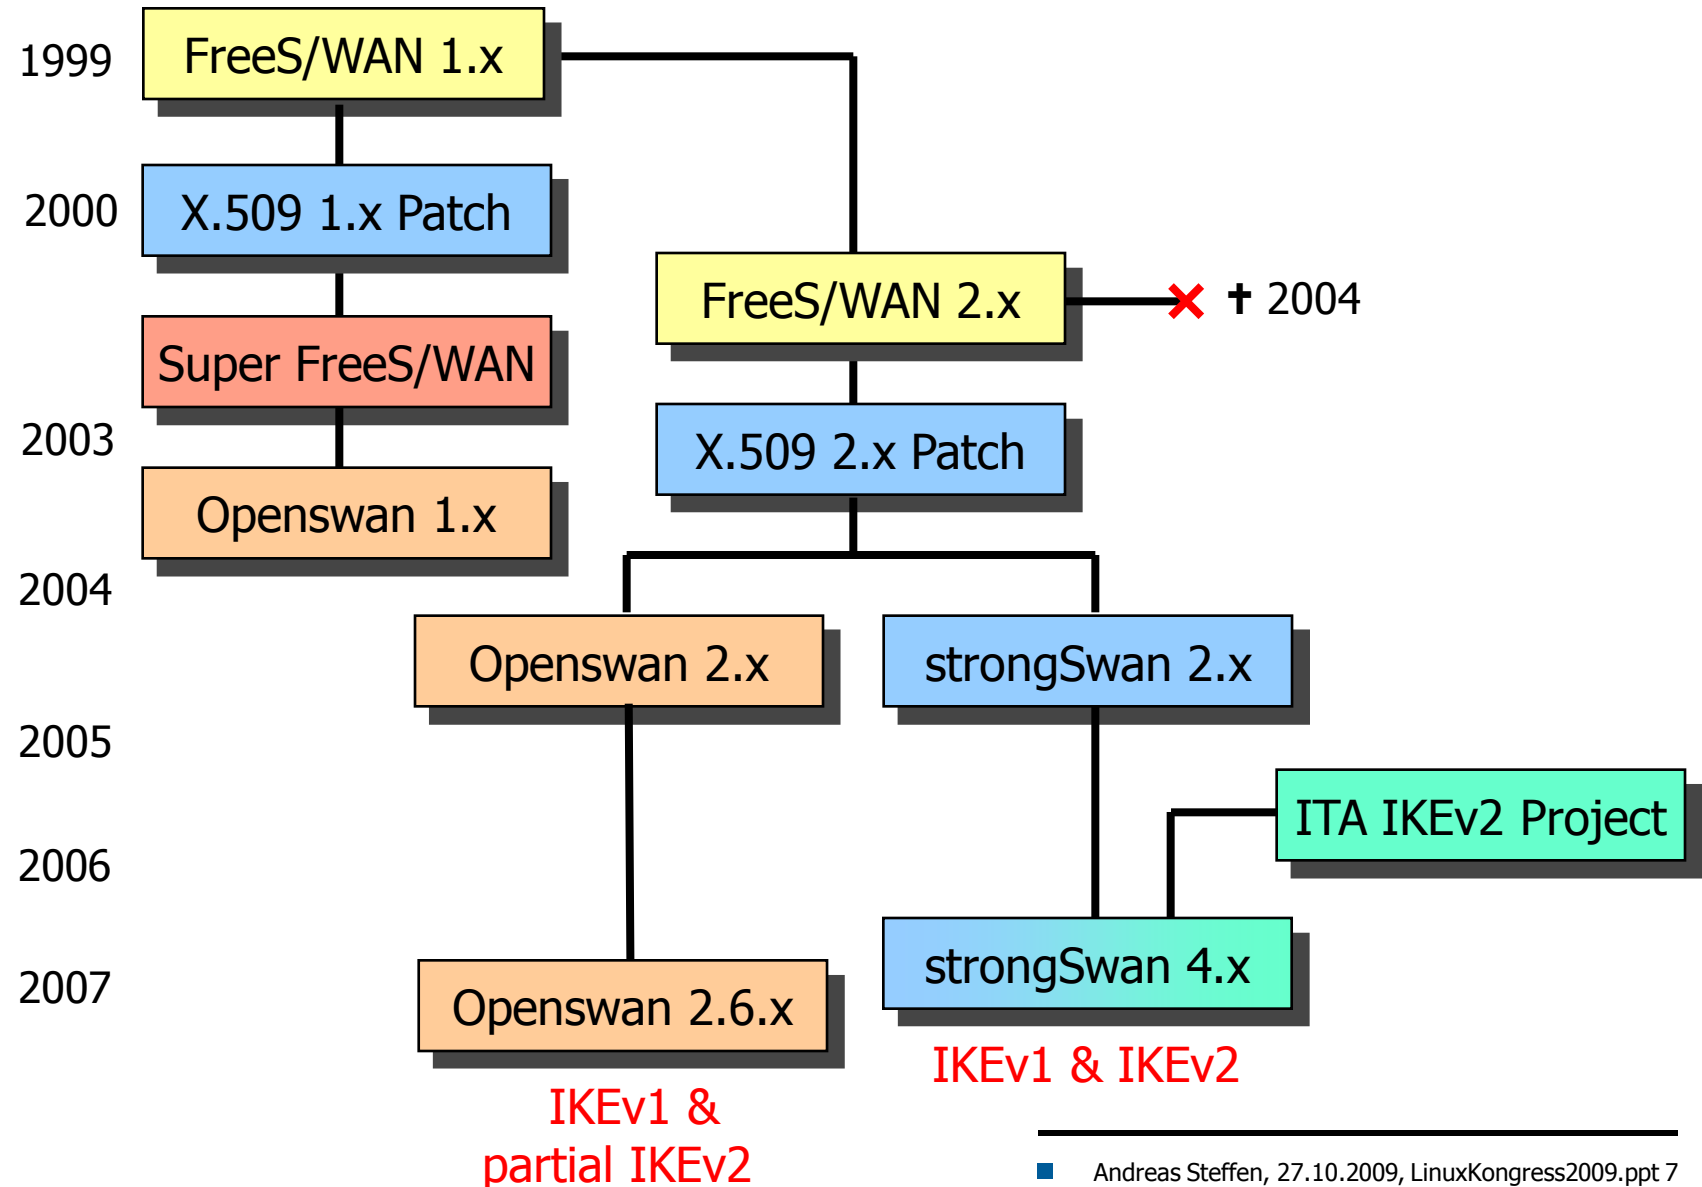 1999
FreeS/WAN 1.x
2000
X.509 1.x Patch
FreeS/WAN 2.x
✝ 2004
Super FreeS/WAN
2003
X.509 2.x Patch
Openswan 1.x
2004
Openswan 2.x
strongSwan 2.x
2005
ITA IKEv2 Project
2006
strongSwan 4.x
2007
Openswan 2.6.x
IKEv1 & IKEv2
IKEv1 &
partial IKEv2
Andreas Steffen, 27.10.2009, LinuxKongress2009.ppt 7